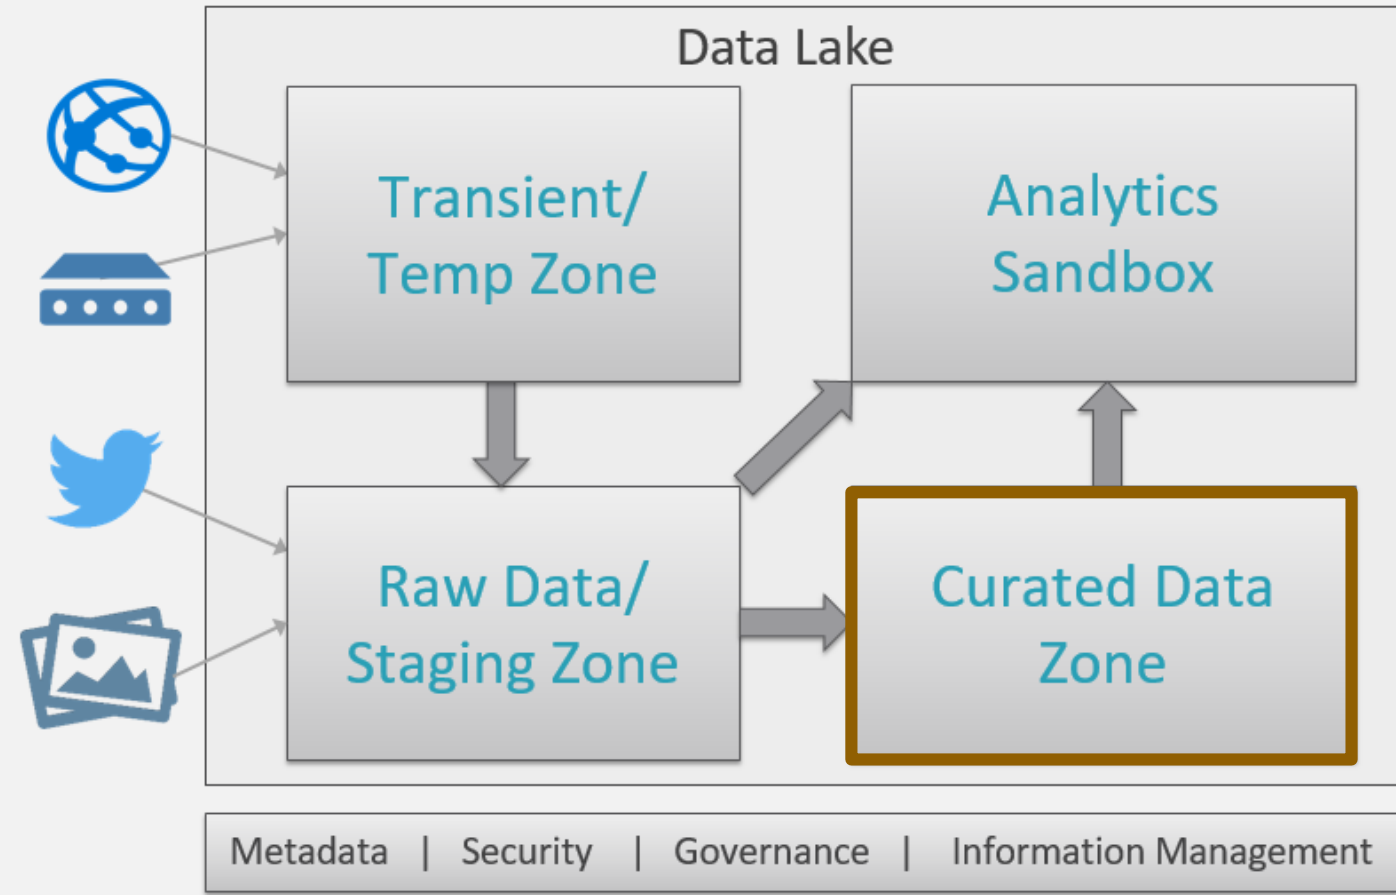 Data Lake
Transient/
Temp Zone
Analytics
Sandbox
Raw Data/
Staging Zone
Curated Data
Zone
Metadata | Security | Governance | Information Management